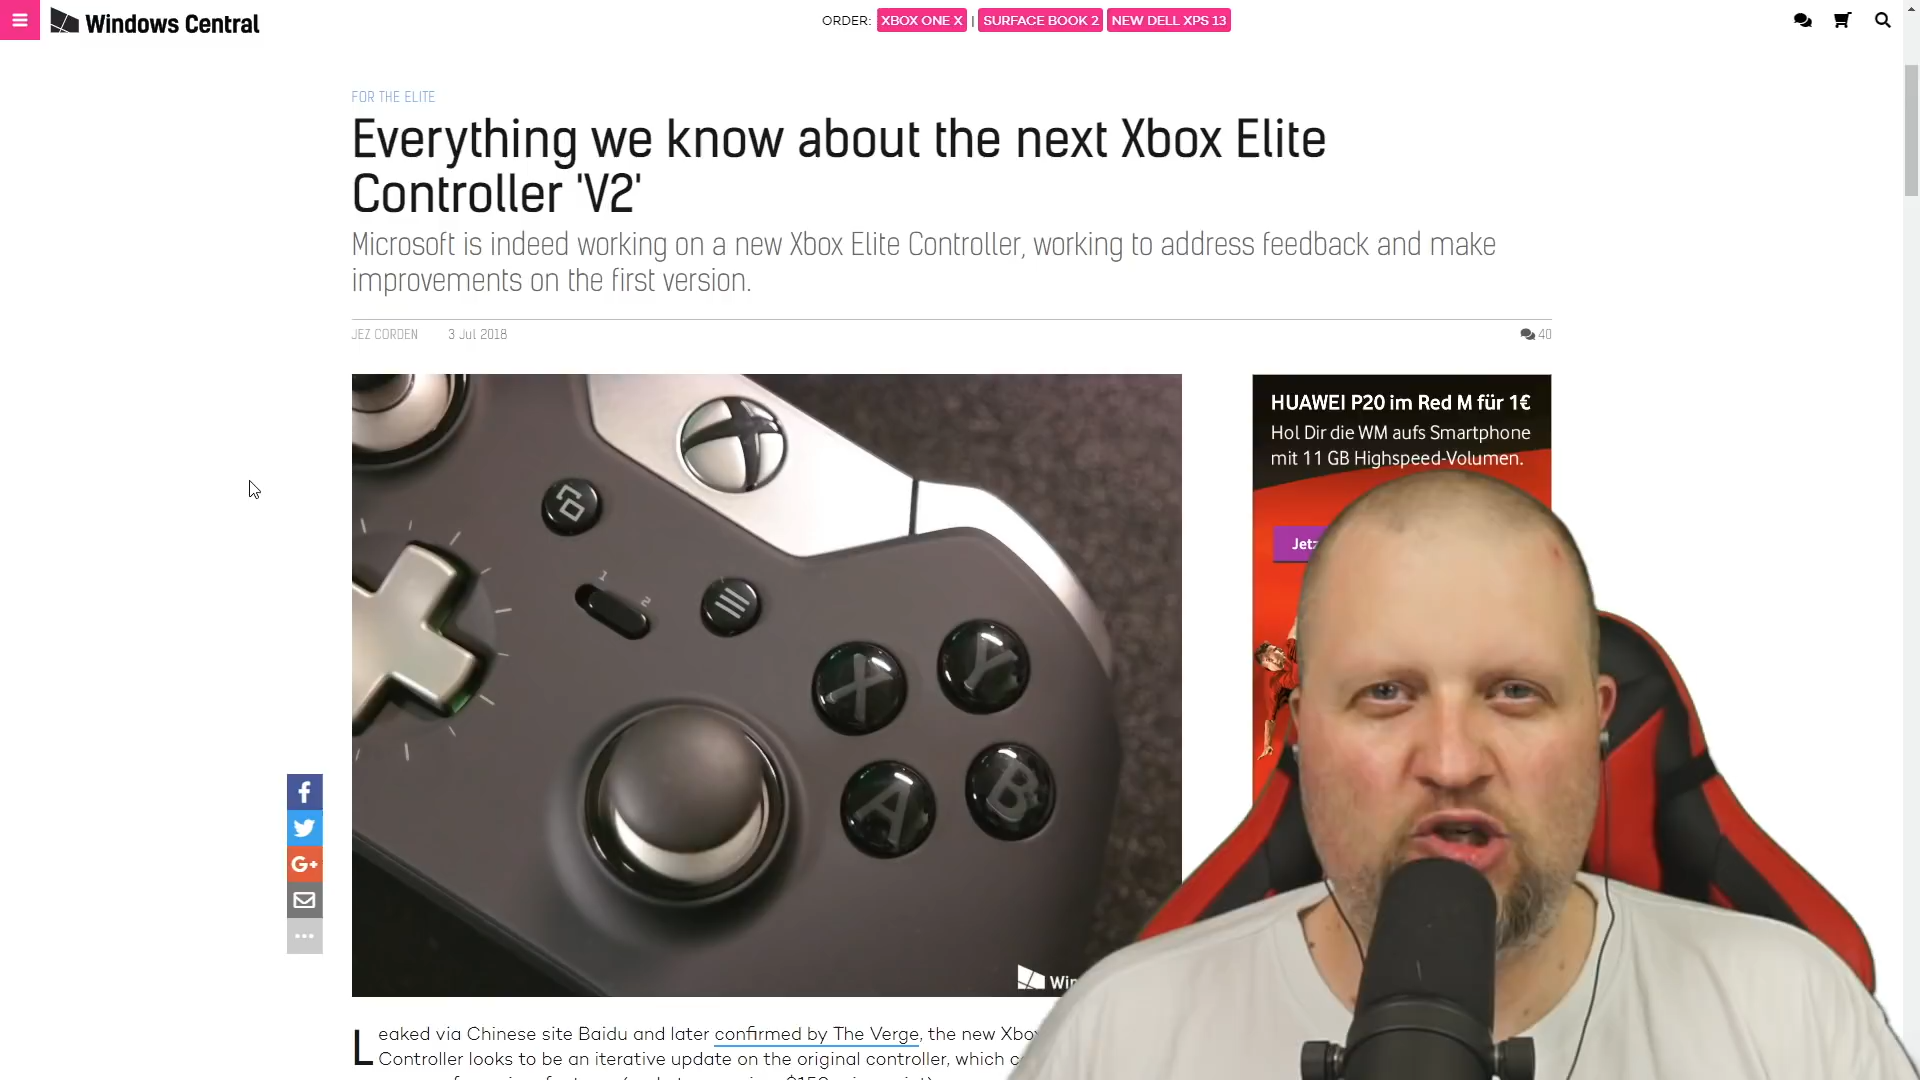 Windows Central
ORDER: XBOX ONE X | SURFACE BOOK 2 NEW DELL XPS 13
FOR THE ELITE
Everything we know about the next Xbox Elite
Controller 'V2'
Microsoft is indeed working on a new Xbox Elite Controller, working to address feedback and make
improvements on the first version.
JEZ CORDEN 3 Jul 2018 40
HUAWEI P20 im Red M für 1€
Hol Dir die WM aufs Smartphone
mit 11 GB Highspeed-Volumen.
1
2
X
Y
A
B
G+
Leaked via Chinese site Baidu and later confirmed by The Verge, the new
Controller looks to be an iterative update on the original controller, which